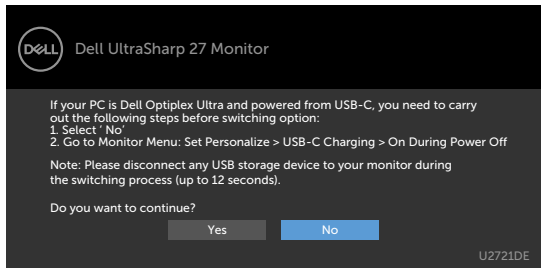 DELL
Dell UltraSharp 27 Monitor
If your PC is Dell Optiplex Ultra and powered from USB-C, you need to carry
out the following steps before switching option:
1. Select ‘ No’
2. Go to Monitor Menu: Set Personalize > USB-C Charging > On During Power Off
Note: Please disconnect any USB storage device to your monitor during
the switching process (up to 12 seconds).
Do you want to continue?
Yes No
U2721DE